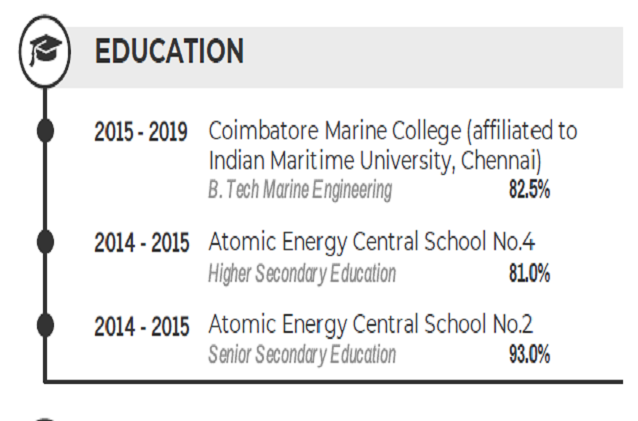 EDUCATION
2015 - 2019 Coimbatore Marine College (affiliated to
Indian Maritime University, Chennai)
B. Tech Marine Engineering 82.5%
2014 - 2015 Atomic Energy Central School No.4
Higher Secondary Education 81.0%
2014 - 2015 Atomic Energy Central School No.2
Senior Secondary Education 93.0%